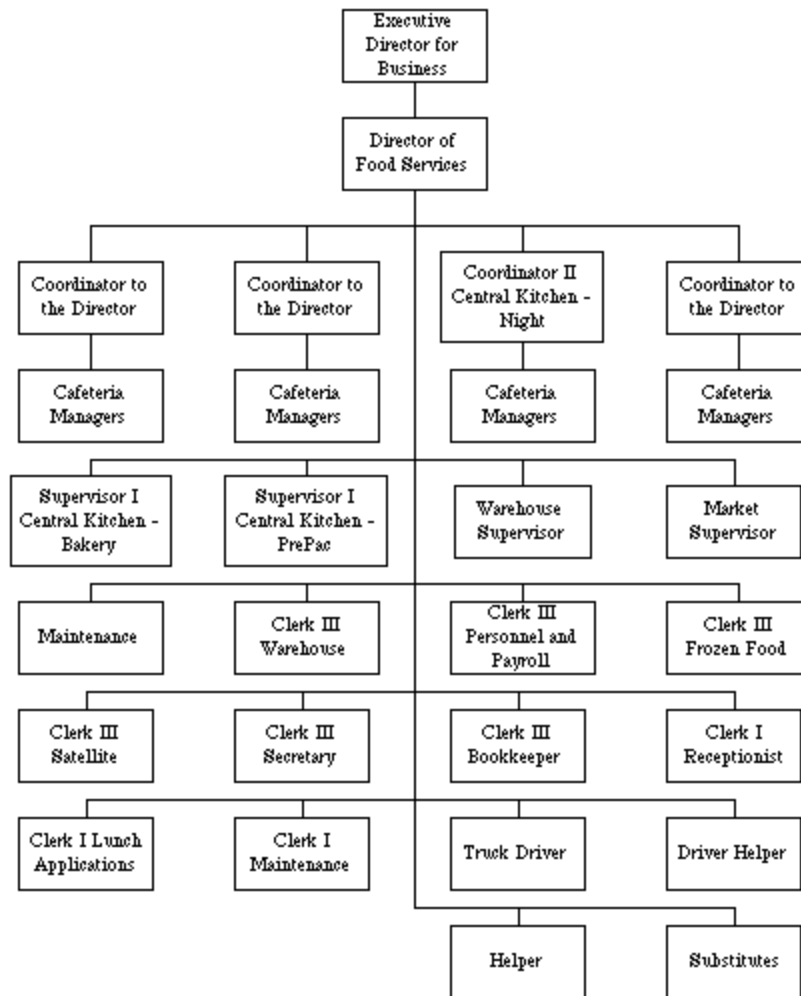 Executive
Director for
Business
Director of
Food Services
Coordinator to
the Director
Coordinator to
the Director
Coordinator II
Central Kitchen -
Night
Coordinator to
the Director
Cafeteria
Managers
Cafeteria
Managers
Cafeteria
Managers
Cafeteria
Managers
Supervisor I
Central Kitchen -
Bakery
Supervisor I
Central Kitchen -
PrePac
Warehouse
Supervisor
Market
Supervisor
Maintenance
Clerk III
Warehouse
Clerk III
Personnel and
Payroll
Clerk III
Frozen Food
Clerk III
Satellite
Clerk III
Secretary
Clerk III
Bookkeeper
Clerk I
Receptionist
Clerk I Lunch
Applications
Clerk I
Maintenance
Truck Driver
Driver Helper
Helper
Substitutes